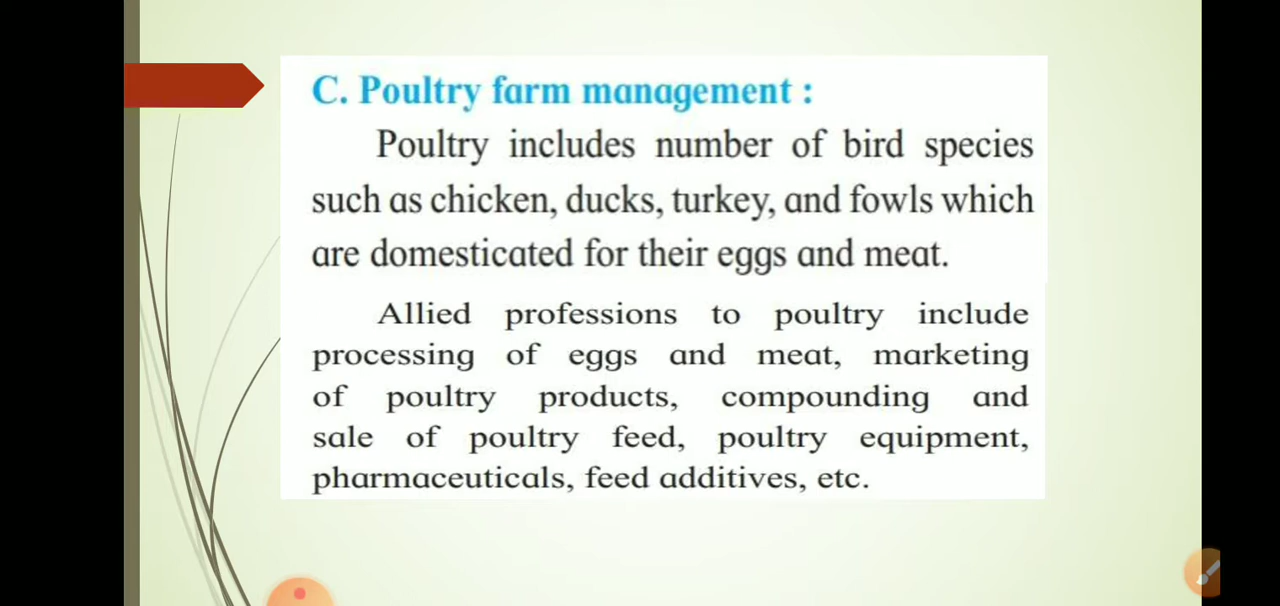 C. Poultry farm management :
Poultry includes number of bird species
such as chicken, ducks, turkey, and fowls which
are domesticated for their eggs and meat.
Allied professions to poultry include
processing of eggs and meat, marketing
of poultry products, compounding and
sale of poultry feed, poultry equipment,
pharmaceuticals, feed additives, etc.